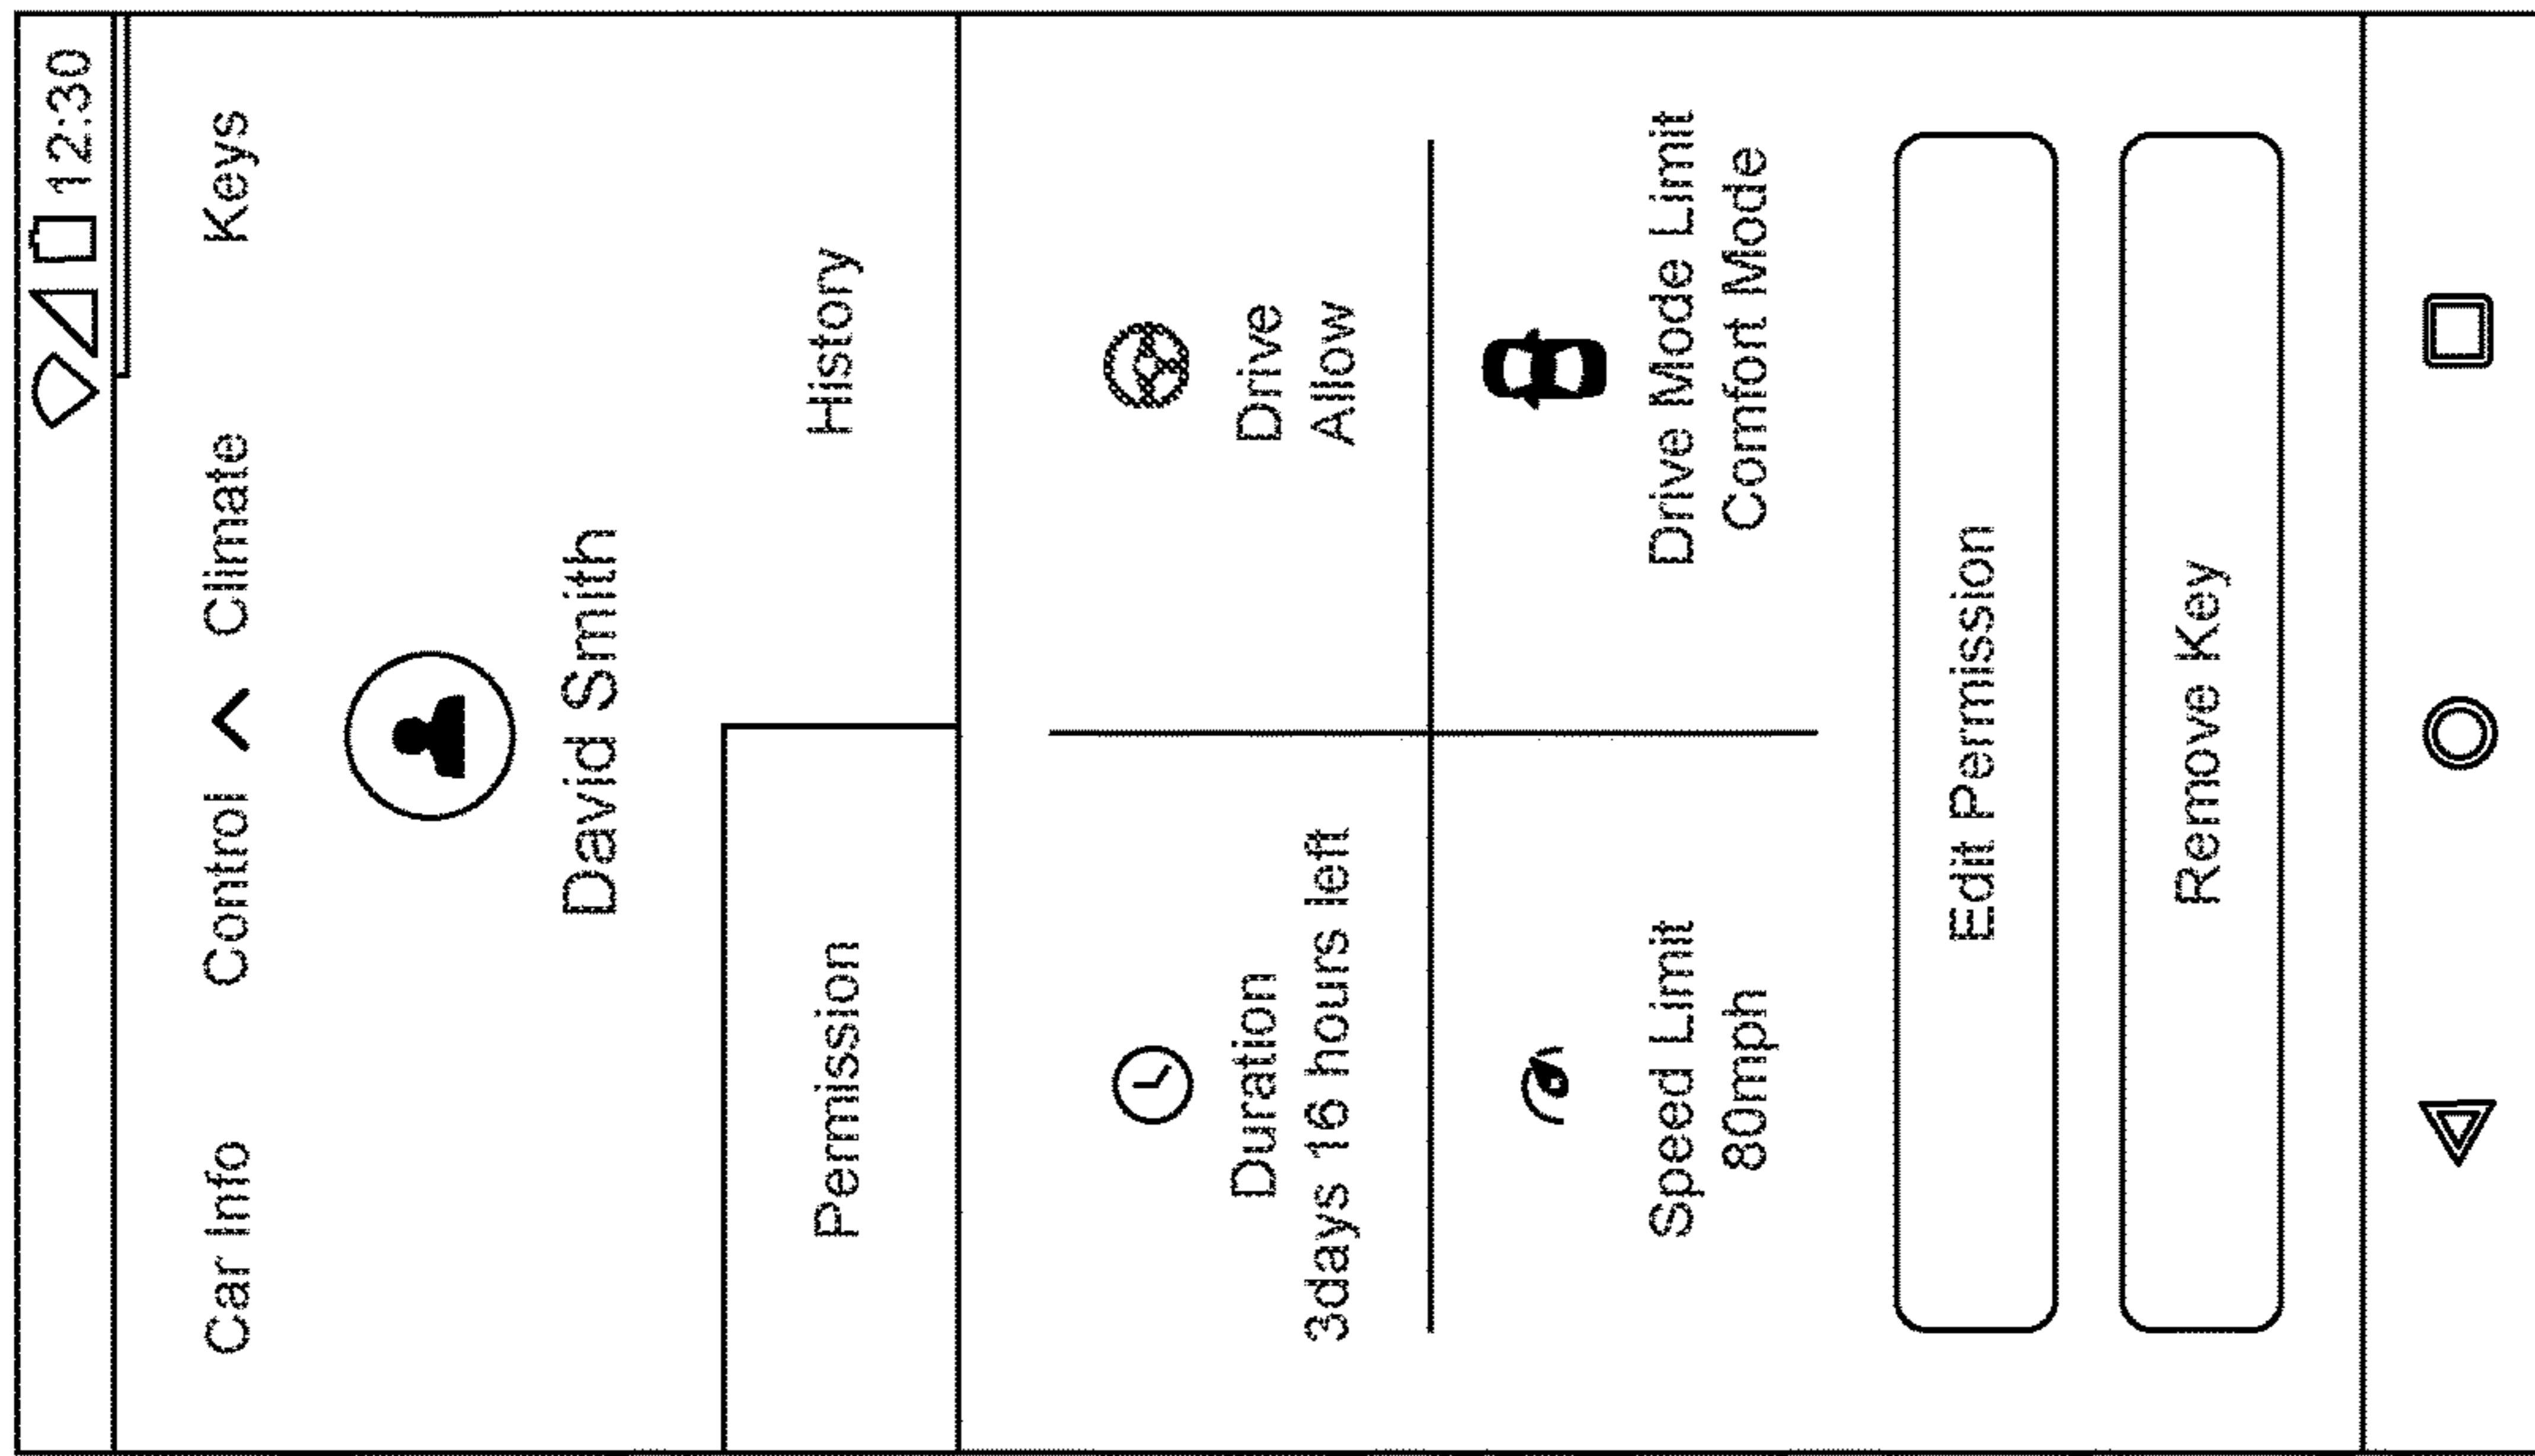 12:30
Car Info Control Climate Keys
David Smith
Permission History
Duration Drive
3days 16 hours left Allow
Speed Limit Drive Mode Limit
80mph Comfort Mode
Edit Permission
Remove Key